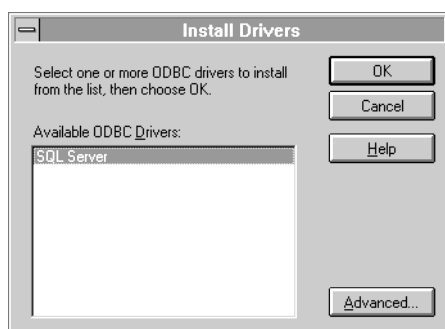 Install Drivers
Select one or more ODBC drivers to install
from the list, then choose OK.
OK
Cancel
Available ODBC Drivers:
Help
SQL Server
Advanced...